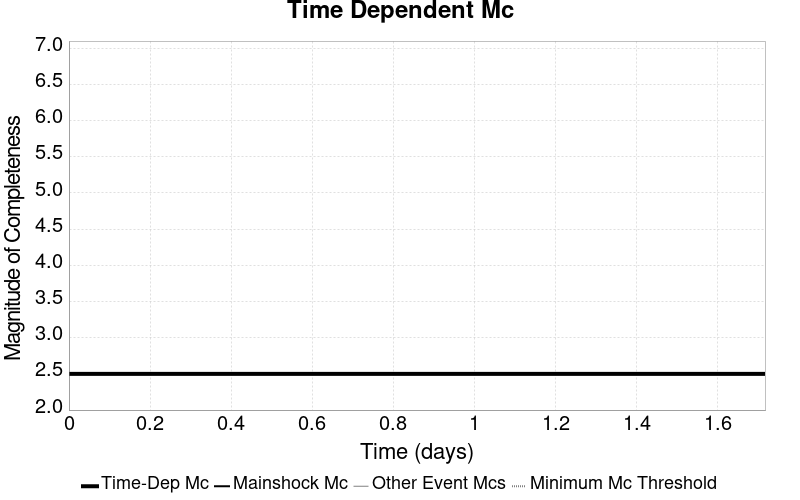 Time Dependent Mc
Magnitude of Completeness
7.0
6.5
6.0
5.5
5.0
4.5
4.0
3.5
3.0
2.5
2.0
0 0.2 0.4 0.6 0.8 1 1.2 1.4 1.6
Time (days)
Time-Dep Mc Mainshock Mc Other Event Mcs Minimum Mc Threshold